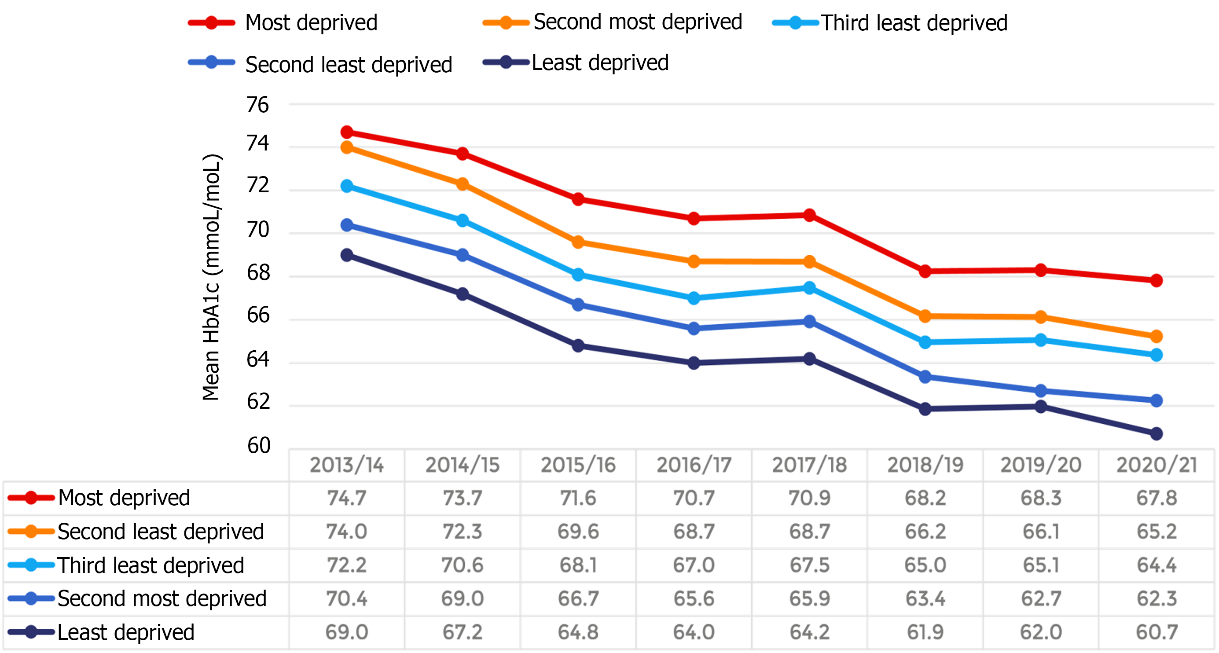 Most deprived Second most deprived Third least deprived
Second least deprived Least deprived
Mean HbA1c (mmoL/moL)
76
74
72
70
68
66
64
62
60
2013/14 2014/15 2015/16 2016/17 2017/18 2018/19 2019/20 2020/21
Most deprived 74.7 73.7 71.6 70.7 70.9 68.2 68.3 67.8
Second least deprived 74.0 72.3 69.6 68.7 68.7 66.2 66.1 65.2
Third least deprived 72.2 70.6 68.1 67.0 67.5 65.0 65.1 64.4
Second most deprived 70.4 69.0 66.7 65.6 65.9 63.4 62.7 62.3
Least deprived 69.0 67.2 64.8 64.0 64.2 61.9 62.0 60.7